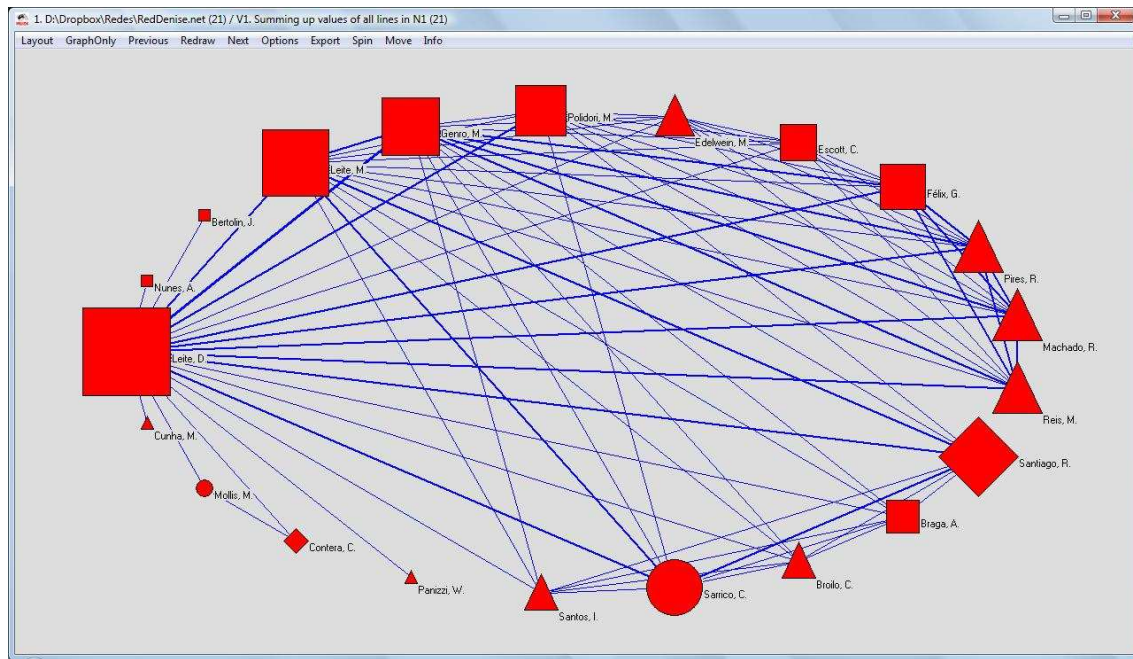 1. D:\Dropbox\Redes\RedDenise.net (21) / V1. Summing up values of all lines in N1 (21)
Layout GraphOnly Previous Redraw Next Options Export Spin Move Info
Polidori, M.
Genro, M.
Edelwein, M.
Escott, C.
Leite, M.
Félix, G.
Bertolin, J.
Pires, R.
Nunes, A.
Machado, R.
Leite, D.
Reis, M.
Cunha, M.
Santiago, R.
Mollis, M.
Braga, A.
Contera, C.
Broilo, C.
Panizzi, W.
Sarrico, C.
Santos, I.